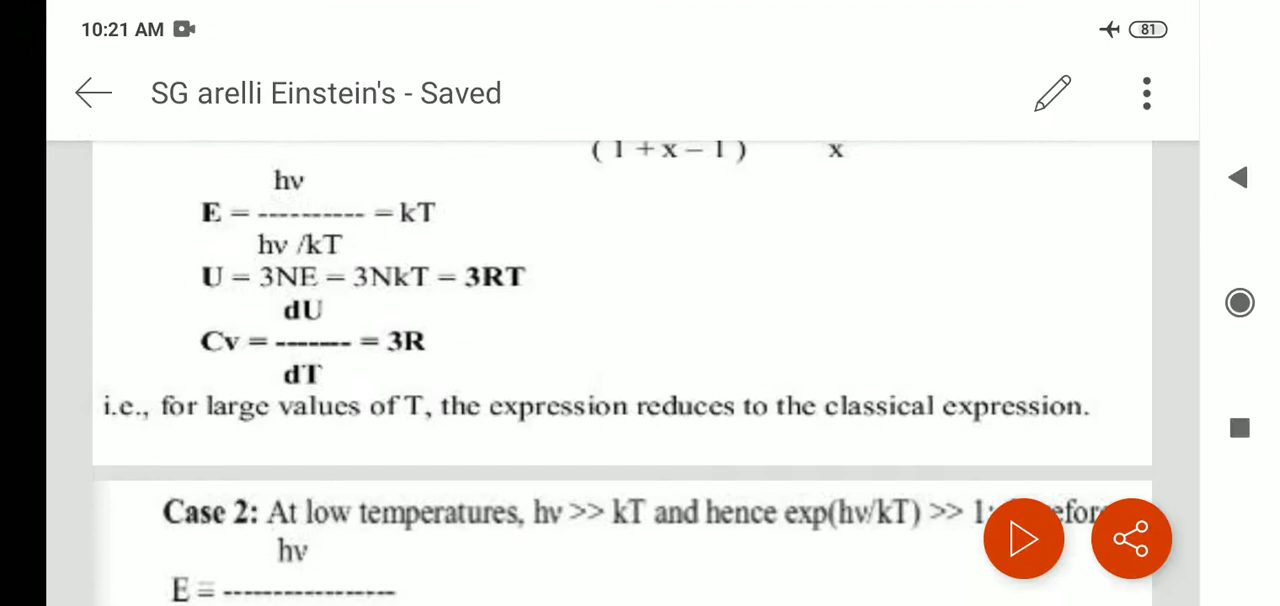 10:21 AM
81
SG arelli Einstein's - Saved
( 1 + x – 1 ) x
hν
E = ---------- = kT
hν /kT
U = 3NE = 3NkT = 3RT
dU
Cv = ------- = 3R
dT
i.e., for large values of T, the expression reduces to the classical expression.
Case 2: At low temperatures, hν >> kT and hence exp(hν/kT) >> 1
hν
E = -----------------